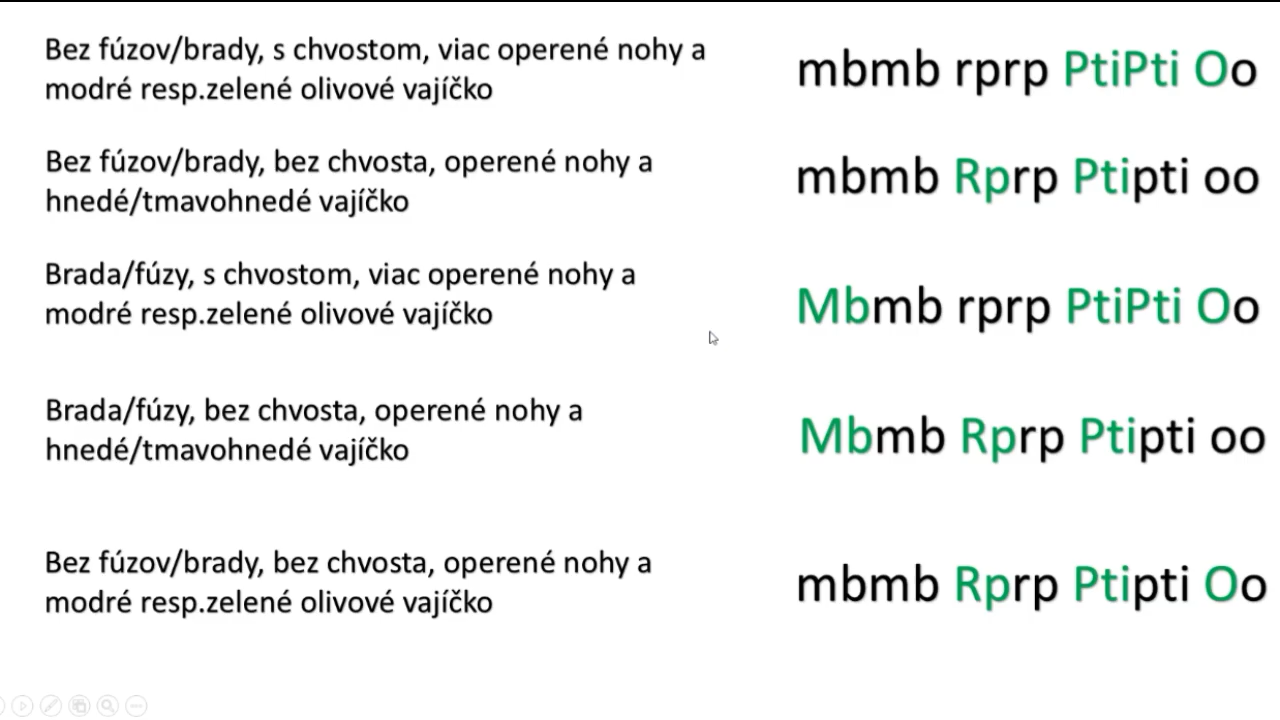 Bez fúzov/brady, s chvostom, viac operené nohy a
modré resp.zelené olivové vajíčko
mbmb rprp PtiPti Oo
Bez fúzov/brady, bez chvosta, operené nohy a
hnedé/tmavohnedé vajíčko
mbmb Rprp Ptipti oo
Brada/fúzy, s chvostom, viac operené nohy a
modré resp.zelené olivové vajíčko
Mbmb rprp PtiPti Oo
Brada/fúzy, bez chvosta, operené nohy a
hnedé/tmavohnedé vajíčko
Mbmb Rprp Ptipti oo
Bez fúzov/brady, bez chvosta, operené nohy a
modré resp.zelené olivové vajíčko
mbmb Rprp Ptipti Oo